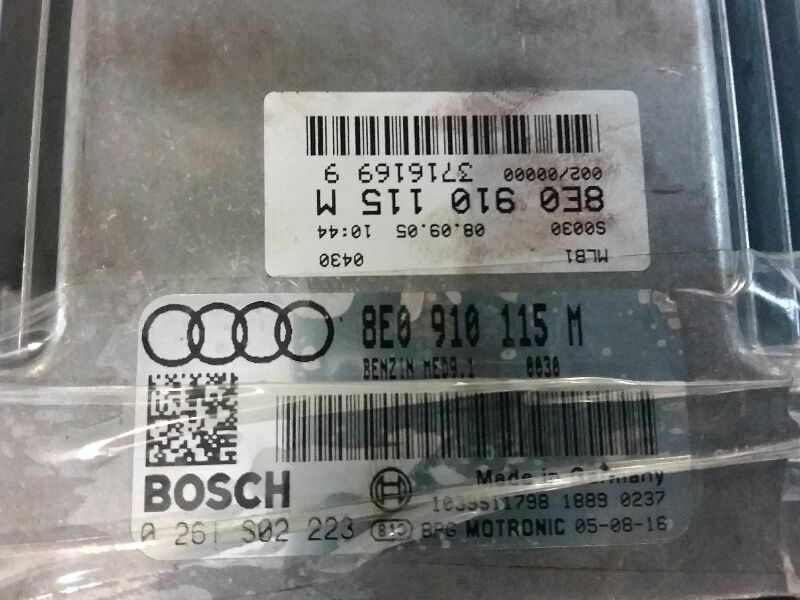 MLB1 0430
S0030 08.09.05 10:44
8E0 910 115 M
002/00000 3716169 9
8E0 910 115 M
BENZIN MED9.1 0030
BOSCH
Made in Germany
1039S11798 1889 0237
0 261 S02 223 BPG MOTRONIC 05-08-16